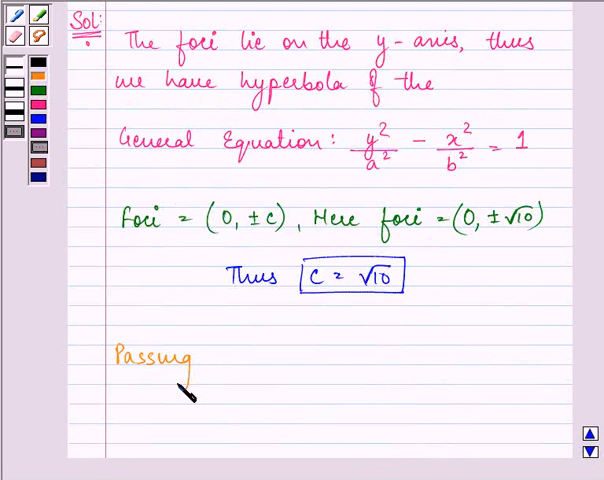 Sol:
The foci lie on the y-axis, thus
we have hyperbola of the
General Equation: y²/a² - x²/b² = 1
Foci = (0, ±c), Here foci = (0, ±√10)
Thus c = √10
Passing